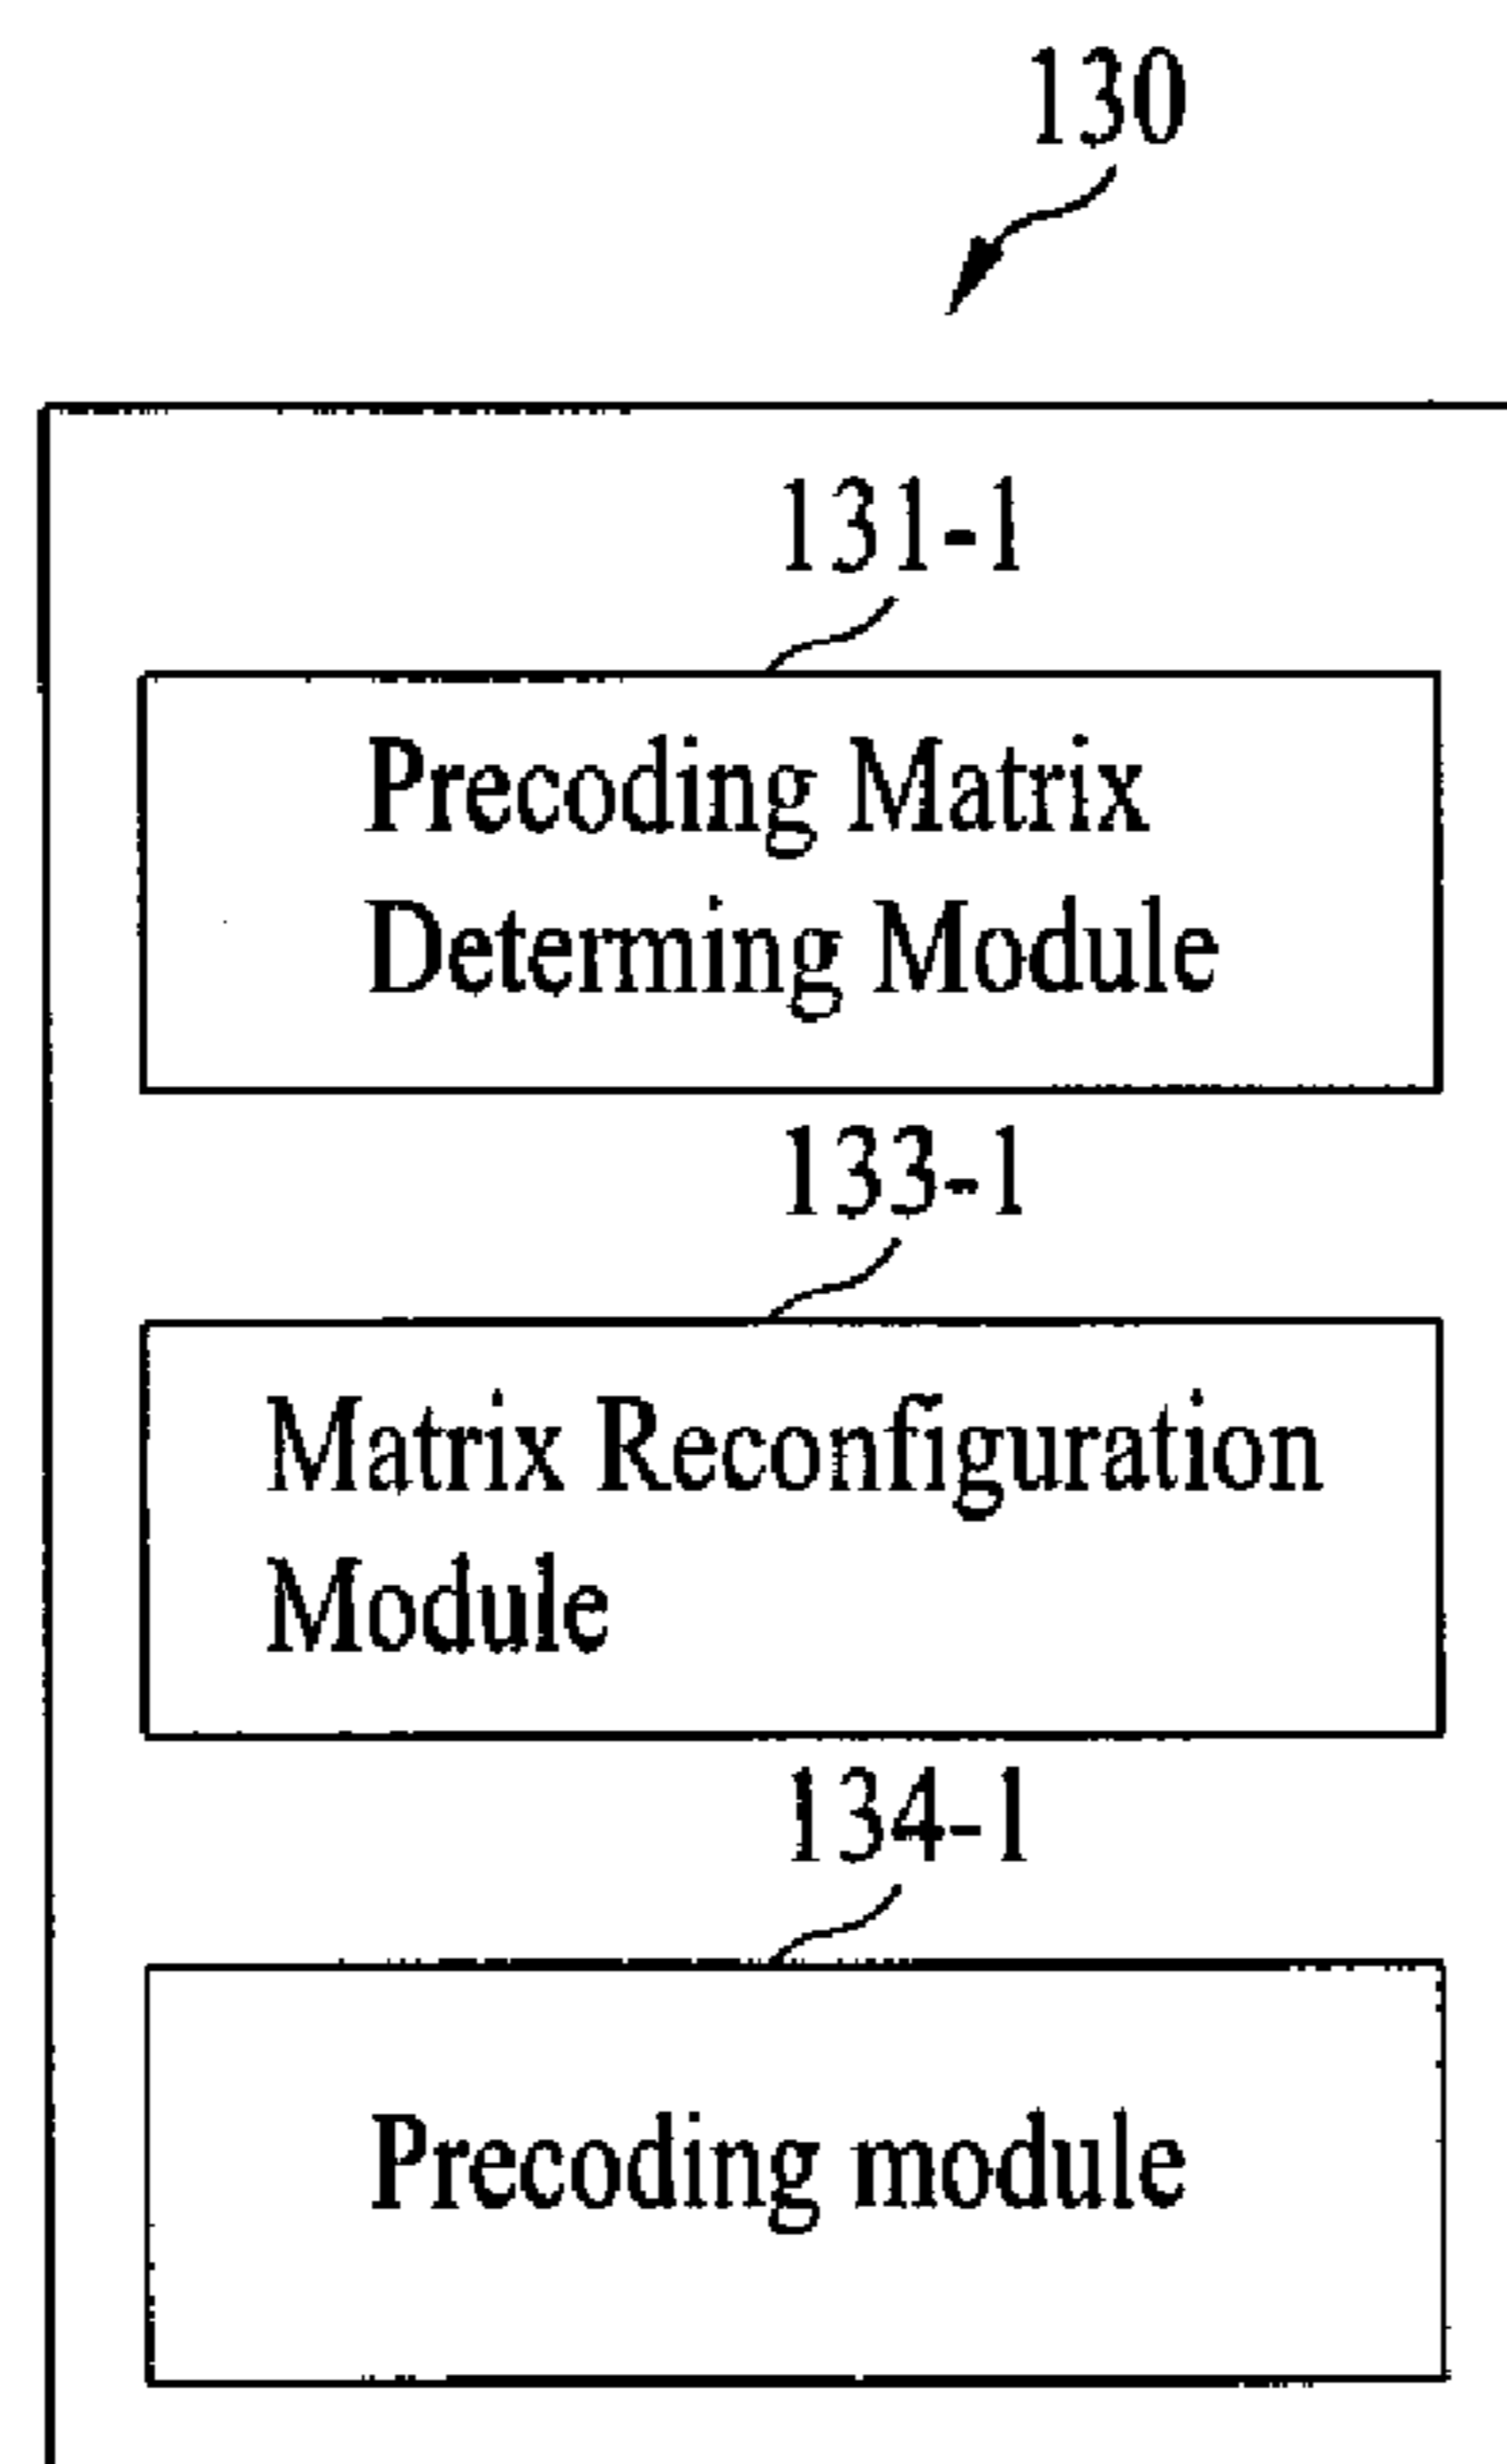 130
131-1
Precoding Matrix
Determing Module
133-1
Matrix Reconfiguration
Module
134-1
Precoding module